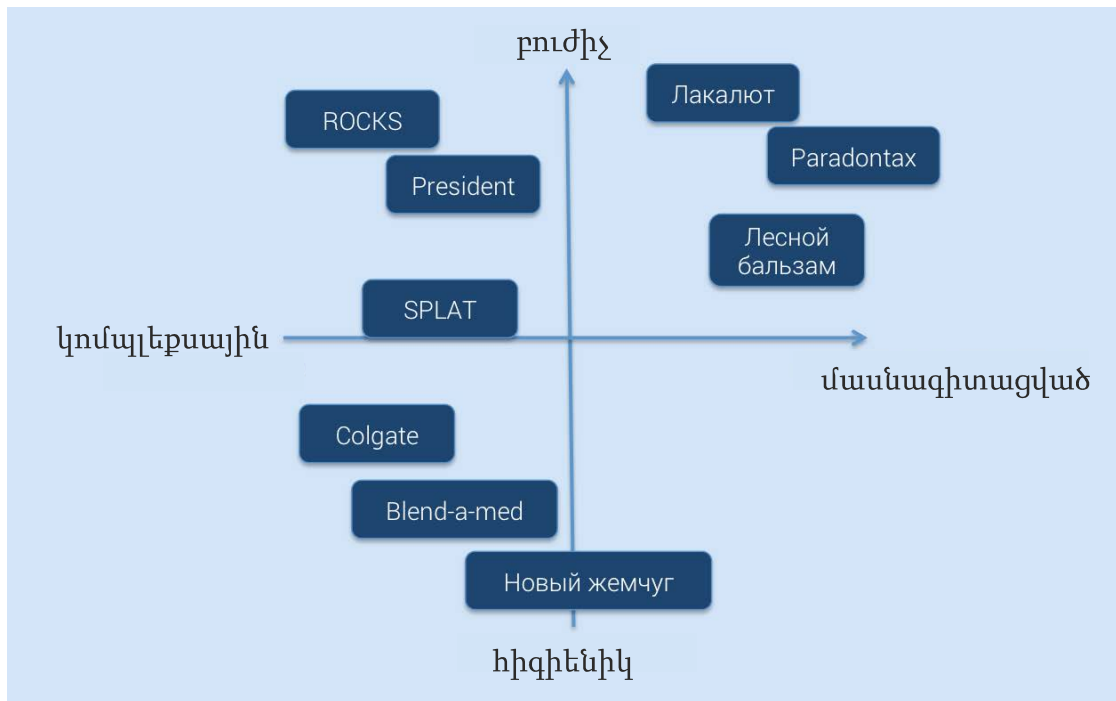 բուժիչ
Лакалют
ROCKS
Paradontax
President
Лесной
бальзам
SPLAT
կոմպլեքսային
մասնագիտացված
Colgate
Blend-a-med
Новый жемчуг
հիգիենիկ